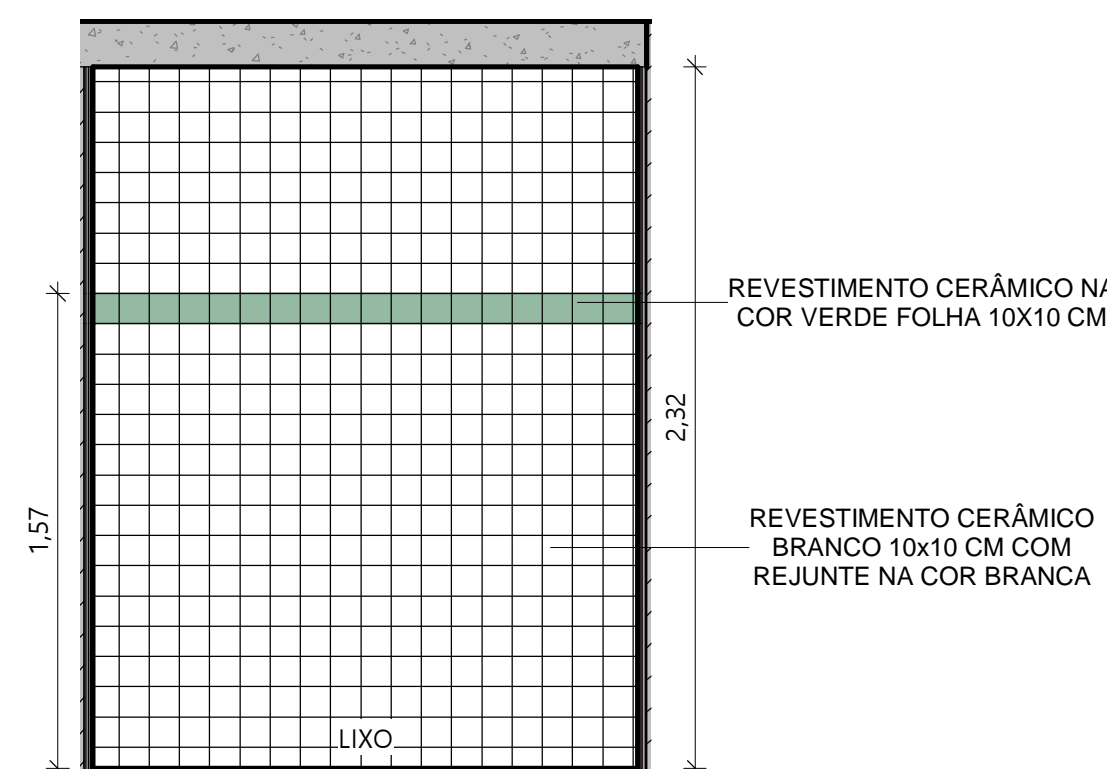 REVESTIMENTO CERÂMICO NA
COR VERDE FOLHA 10X10 CM
2,32
1,57
REVESTIMENTO CERÂMICO
BRANCO 10x10 CM COM
REJUNTE NA COR BRANCA
LIXO